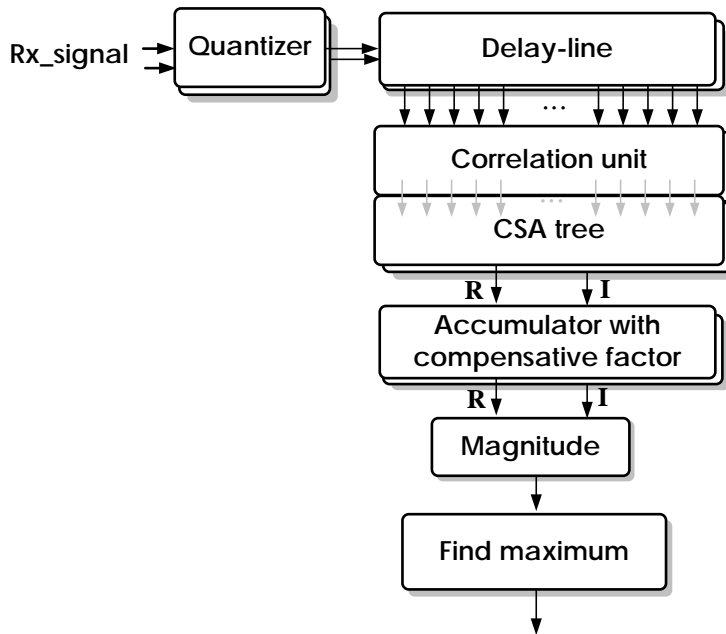 Rx_signal
Quantizer
Delay-line
...
Correlation unit
...
CSA tree
R
I
Accumulator with
compensative factor
R
I
Magnitude
Find maximum